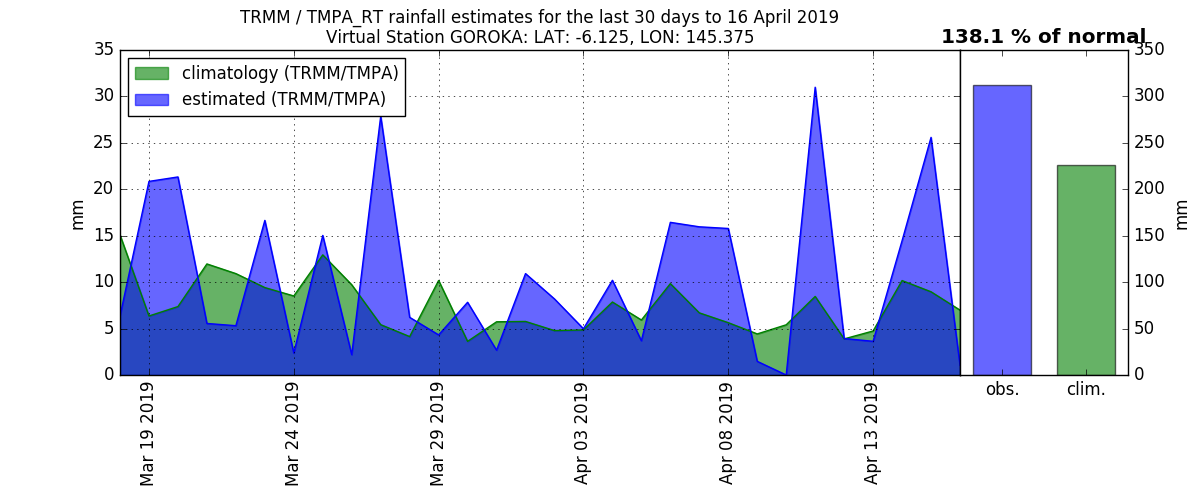 TRMM / TMPA_RT rainfall estimates for the last 30 days to 16 April 2019
Virtual Station GOROKA: LAT: -6.125, LON: 145.375
138.1 % of normal
climatology (TRMM/TMPA)
estimated (TRMM/TMPA)
35
30
25
20
15
10
5
0
mm
Mar 19 2019
Mar 24 2019
Mar 29 2019
Apr 03 2019
Apr 08 2019
Apr 13 2019
obs.
clim.
350
300
250
200
150
100
50
0
mm